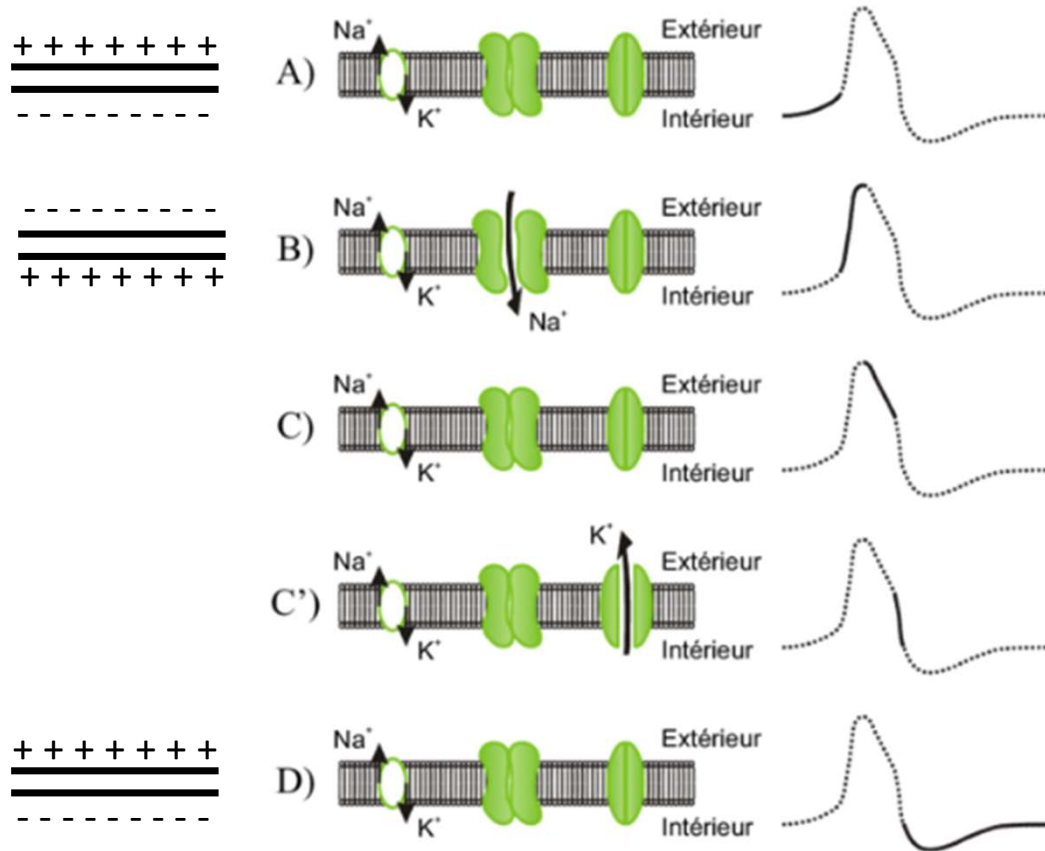 + + + + + + +
- - - - - - - - -
A)
Na⁺
K⁺
Extérieur
Intérieur
- - - - - - - - -
+ + + + + + +
B)
Na⁺
K⁺
Na⁺
Extérieur
Intérieur
C)
Na⁺
K⁺
Extérieur
Intérieur
C’)
Na⁺
K⁺
K⁺
Extérieur
Intérieur
+ + + + + + +
- - - - - - - - -
D)
Na⁺
K⁺
Extérieur
Intérieur